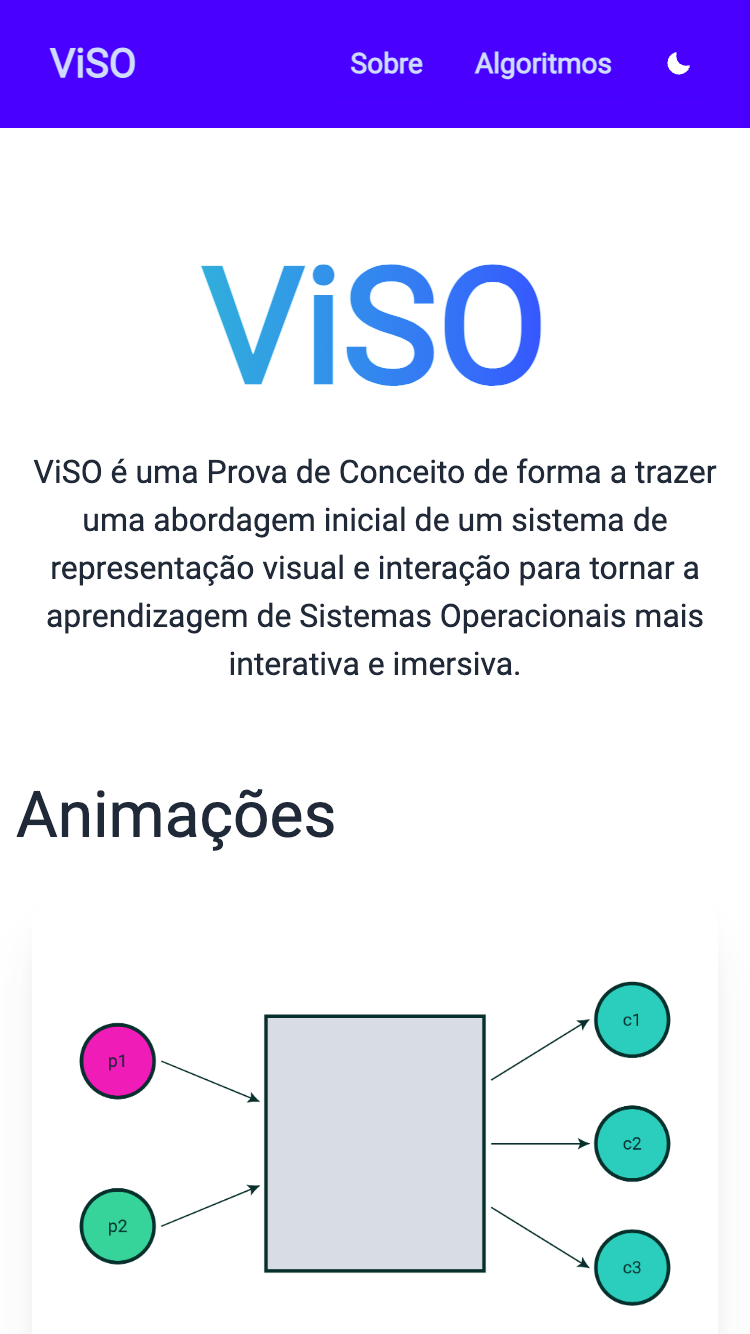 ViSO
Sobre
Algoritmos
ViSO
ViSO é uma Prova de Conceito de forma a trazer
uma abordagem inicial de um sistema de
representação visual e interação para tornar a
aprendizagem de Sistemas Operacionais mais
interativa e imersiva.
Animações
p1
p2
c1
c2
c3